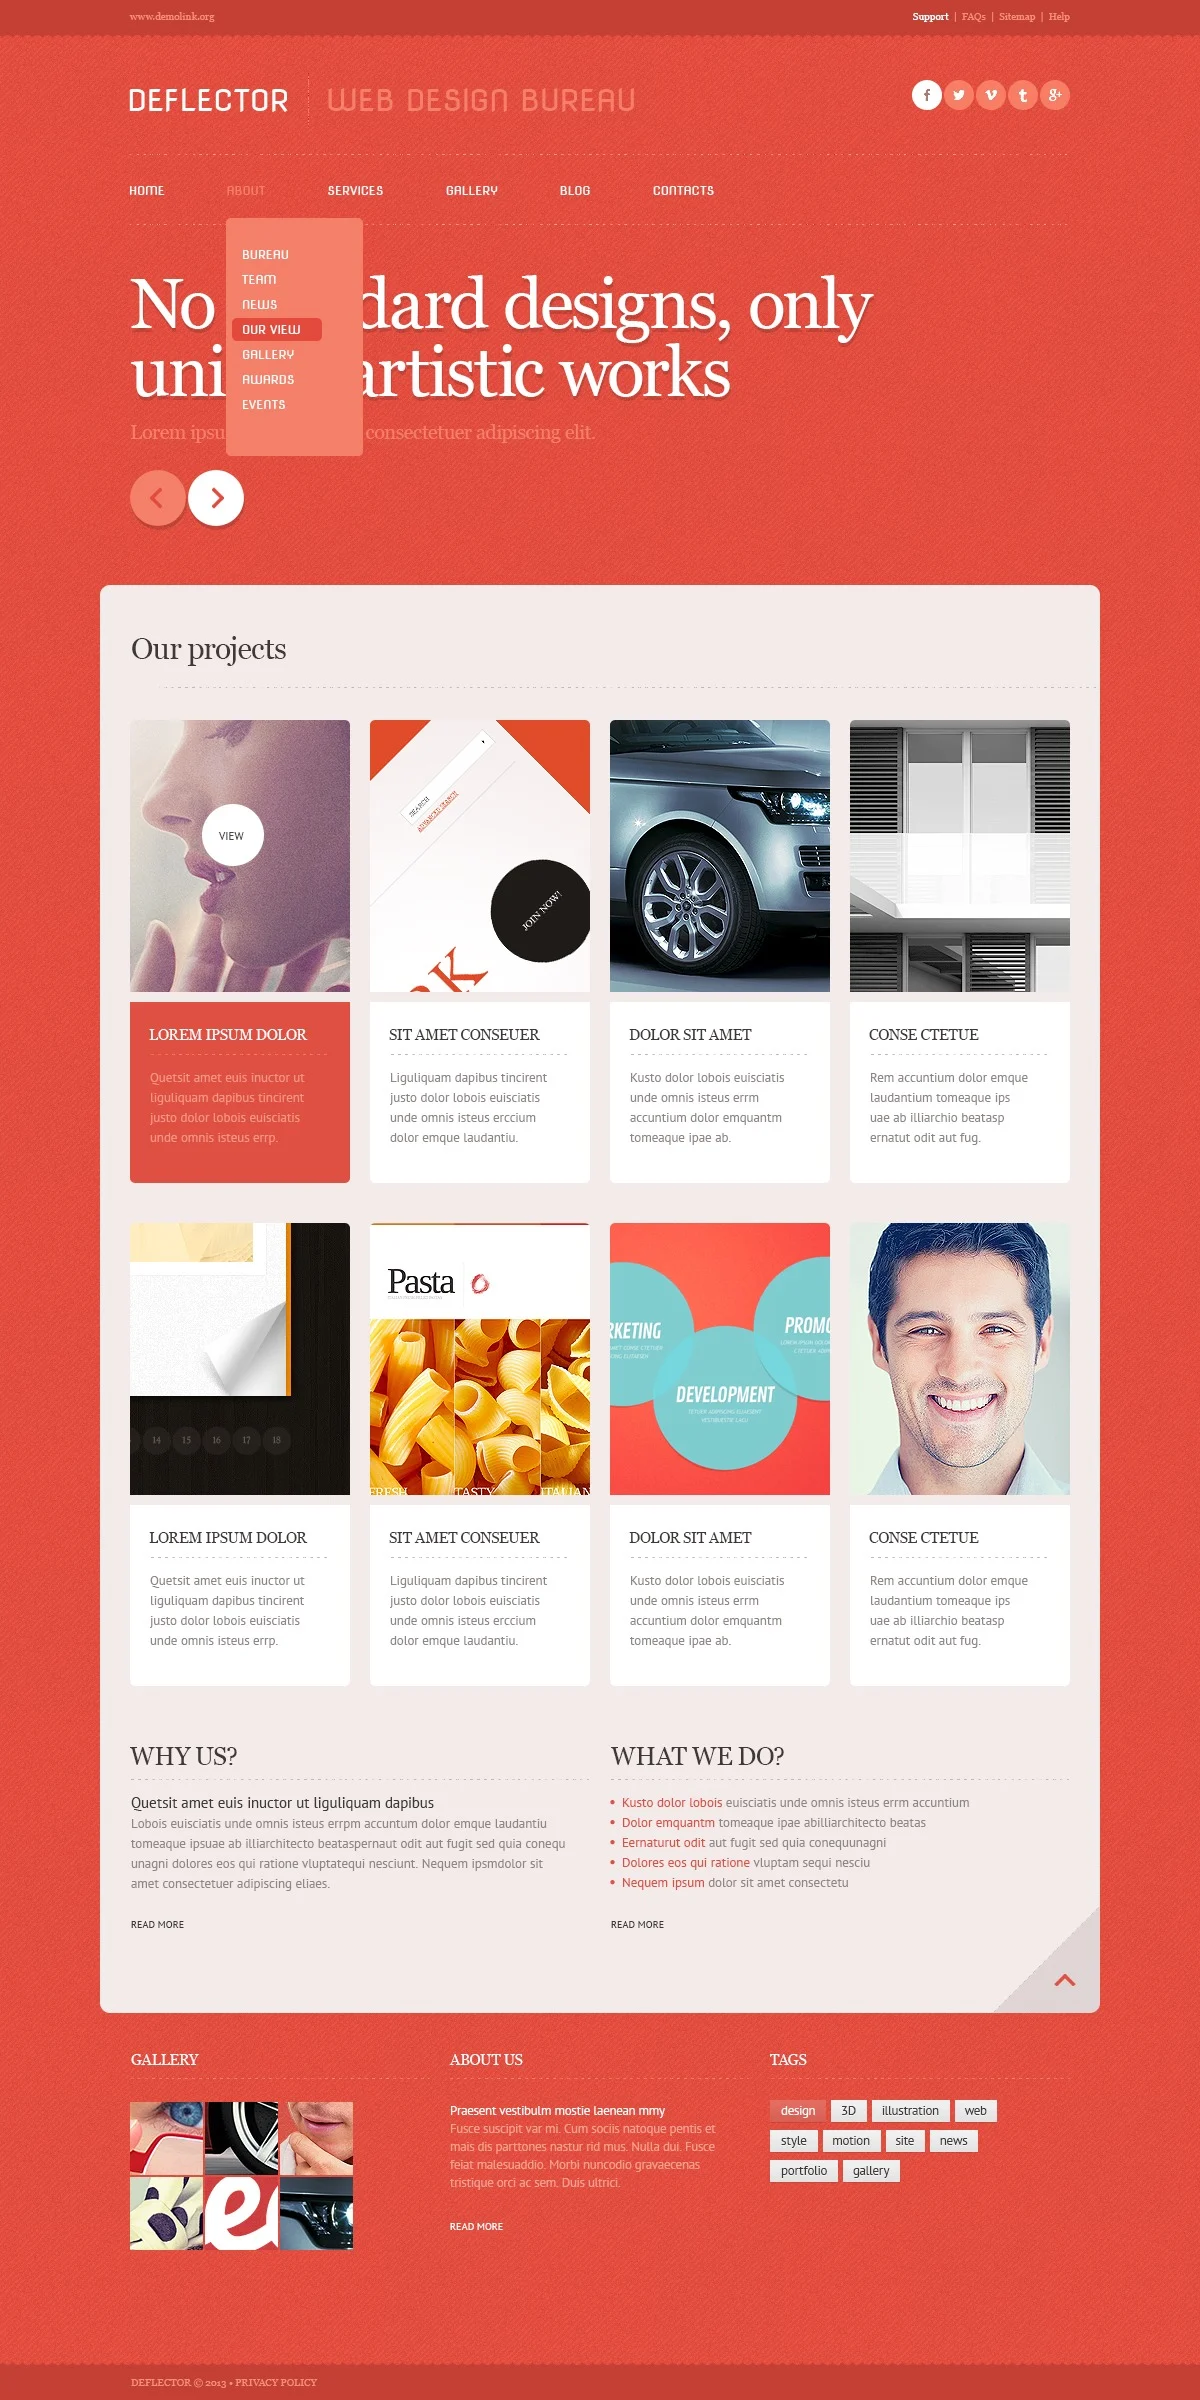 www.demolink.org
Support | FAQs | Sitemap | Help
DEFLECTOR WEB DESIGN BUREAU
HOME ABOUT SERVICES GALLERY BLOG CONTACTS
BUREAU
TEAM
NEWS
OUR VIEW
GALLERY
AWARDS
EVENTS
No dard designs, only
uni artistic works
Lorem ipsu consectetuer adipiscing elit.
Our projects
VIEW
SEARCH
ADVANCED SEARCH
JOIN NOW!
RK
LOREM IPSUM DOLOR
Quetsit amet euis inuctor ut
liguliquam dapibus tincirent
justo dolor lobois euisciatis
unde omnis isteus errp.
SIT AMET CONSEUER
Liguliquam dapibus tincirent
justo dolor lobois euisciatis
unde omnis isteus erccium
dolor emque laudantiu.
DOLOR SIT AMET
Kusto dolor lobois euisciatis
unde omnis isteus errm
accuntium dolor emquantm
tomeaque ipae ab.
CONSE CTETUE
Rem accuntium dolor emque
laudantium tomeaque ips
uae ab illiarchio beatasp
ernatut odit aut fug.
14 15 16 17 18
Pasta
FRESH TASTY ITALIAN
RKETING
DEVELOPMENT
PROMO
LOREM IPSUM DOLOR
Quetsit amet euis inuctor ut
liguliquam dapibus tincirent
justo dolor lobois euisciatis
unde omnis isteus errp.
SIT AMET CONSEUER
Liguliquam dapibus tincirent
justo dolor lobois euisciatis
unde omnis isteus erccium
dolor emque laudantiu.
DOLOR SIT AMET
Kusto dolor lobois euisciatis
unde omnis isteus errm
accuntium dolor emquantm
tomeaque ipae ab.
CONSE CTETUE
Rem accuntium dolor emque
laudantium tomeaque ips
uae ab illiarchio beatasp
ernatut odit aut fug.
WHY US?
Quetsit amet euis inuctor ut liguliquam dapibus
Lobois euisciatis unde omnis isteus errpm accuntum dolor emque laudantiu
tomeaque ipsuae ab illiarchitecto beataspernaut odit aut fugit sed quia conequ
unagni dolores eos qui ratione vluptatequi nesciunt. Nequem ipsmdolor sit
amet consectetuer adipiscing eliaes.
READ MORE
WHAT WE DO?
• Kusto dolor lobois euisciatis unde omnis isteus errm accuntium
• Dolor emquantm tomeaque ipae abilliarchitecto beatas
• Eernaturut odit aut fugit sed quia conequunagni
• Dolores eos qui ratione vluptam sequi nesciu
• Nequem ipsum dolor sit amet consectetu
READ MORE
GALLERY
e
ABOUT US
Praesent vestibulm mostie laenean mmy
Fusce suscipit var mi. Cum sociis natoque pentis et
mais dis parttones nastur rid mus. Nulla dui. Fusce
feiat malesuaddio. Morbi nuncodio gravaecenas
tristique orci ac sem. Duis ultrici.
READ MORE
TAGS
design 3D illustration web
style motion site news
portfolio gallery
DEFLECTOR © 2013 • PRIVACY POLICY